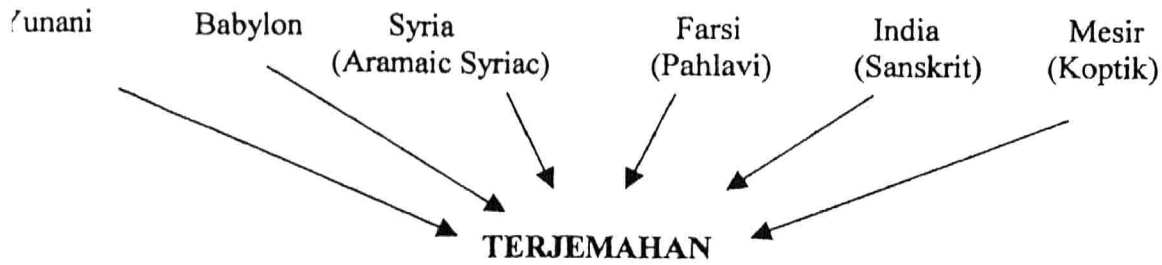 Yunani Babylon Syria Farsi India Mesir
(Aramaic Syriac) (Pahlavi) (Sanskrit) (Koptik)
TERJEMAHAN